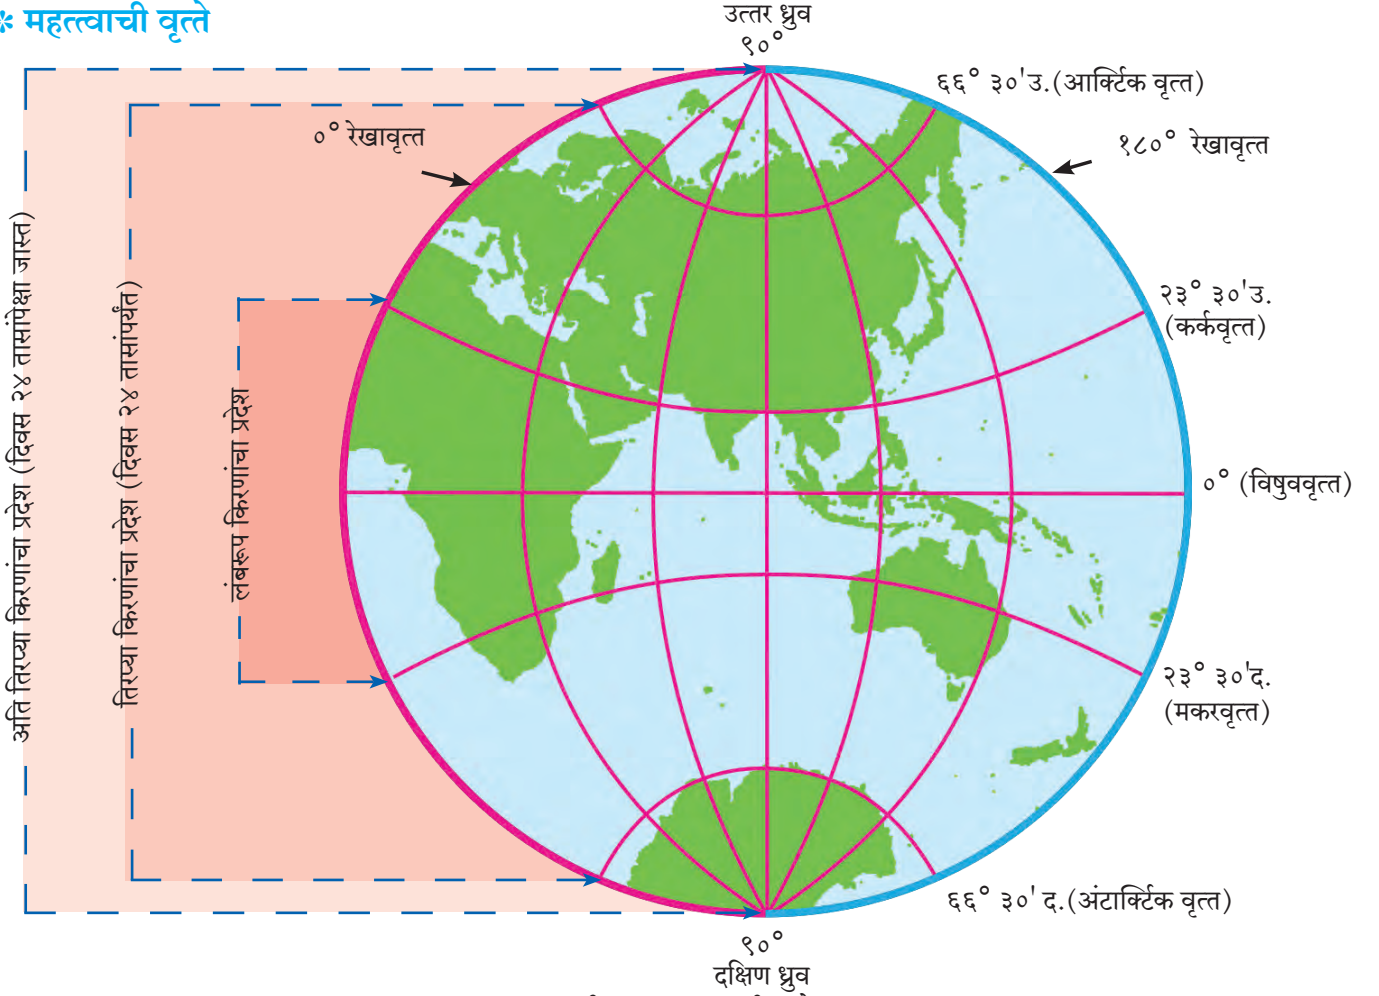 * महत्त्वाची वृत्ते
उत्तर ध्रुव
९०°
६६° ३०'उ.(आर्क्टिक वृत्त)
०° रेखावृत्त
१८०° रेखावृत्त
अति तिरप्या किरणांचा प्रदेश (दिवस २४ तासांपेक्षा जास्त)
तिरप्या किरणांचा प्रदेश (दिवस २४ तासांपर्यंत)
लंबरूप किरणांचा प्रदेश
२३° ३०'उ.
(कर्कवृत्त)
०° (विषुववृत्त)
२३° ३०'द.
(मकरवृत्त)
६६° ३०' द.(अंटार्क्टिक वृत्त)
९०°
दक्षिण ध्रुव